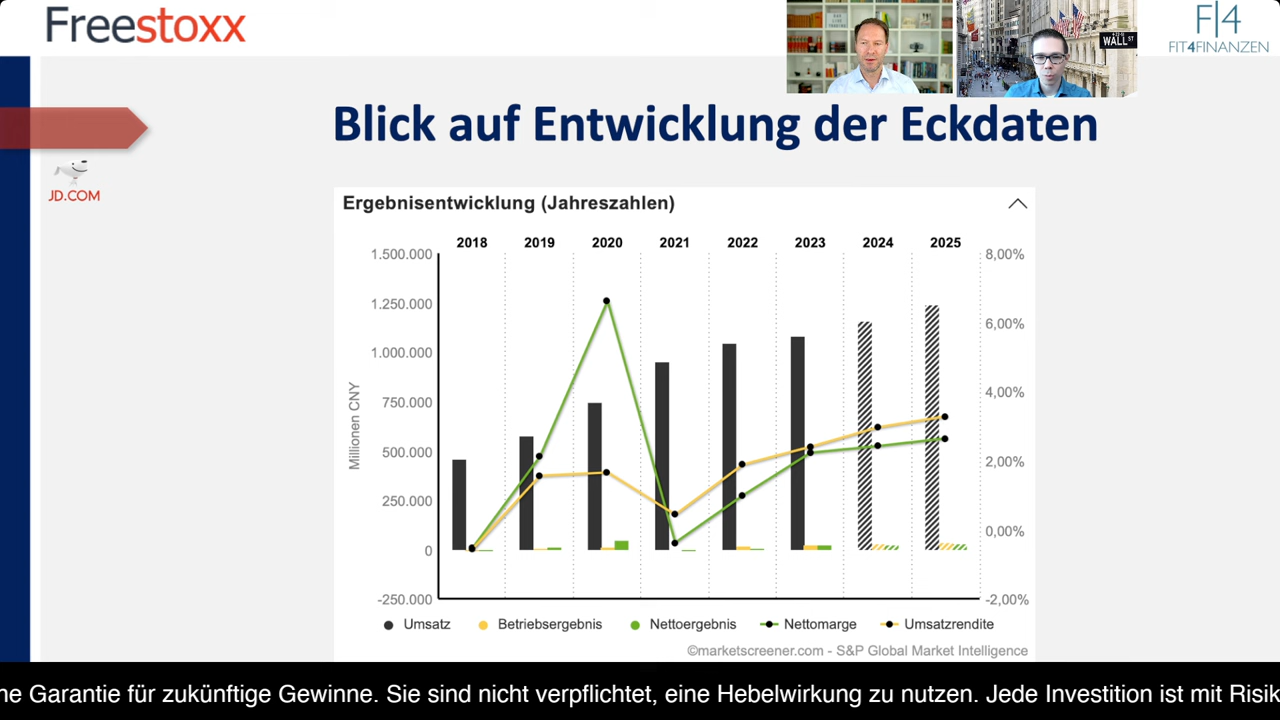 Freestoxx
WALL ST
F|4
FIT4FINANZEN
Blick auf Entwicklung der Eckdaten
JD.COM
Ergebnisentwicklung (Jahreszahlen)
2018 2019 2020 2021 2022 2023 2024 2025
1.500.000 8,00%
1.250.000
6,00%
1.000.000
4,00%
750.000
500.000
2,00%
250.000
0,00%
0
-250.000 -2,00%
Millionen CNY
Umsatz Betriebsergebnis Nettoergebnis Nettomarge Umsatzrendite
©marketscreener.com - S&P Global Market Intelligence
ne Garantie für zukünftige Gewinne. Sie sind nicht verpflichtet, eine Hebelwirkung zu nutzen. Jede Investition ist mit Risik